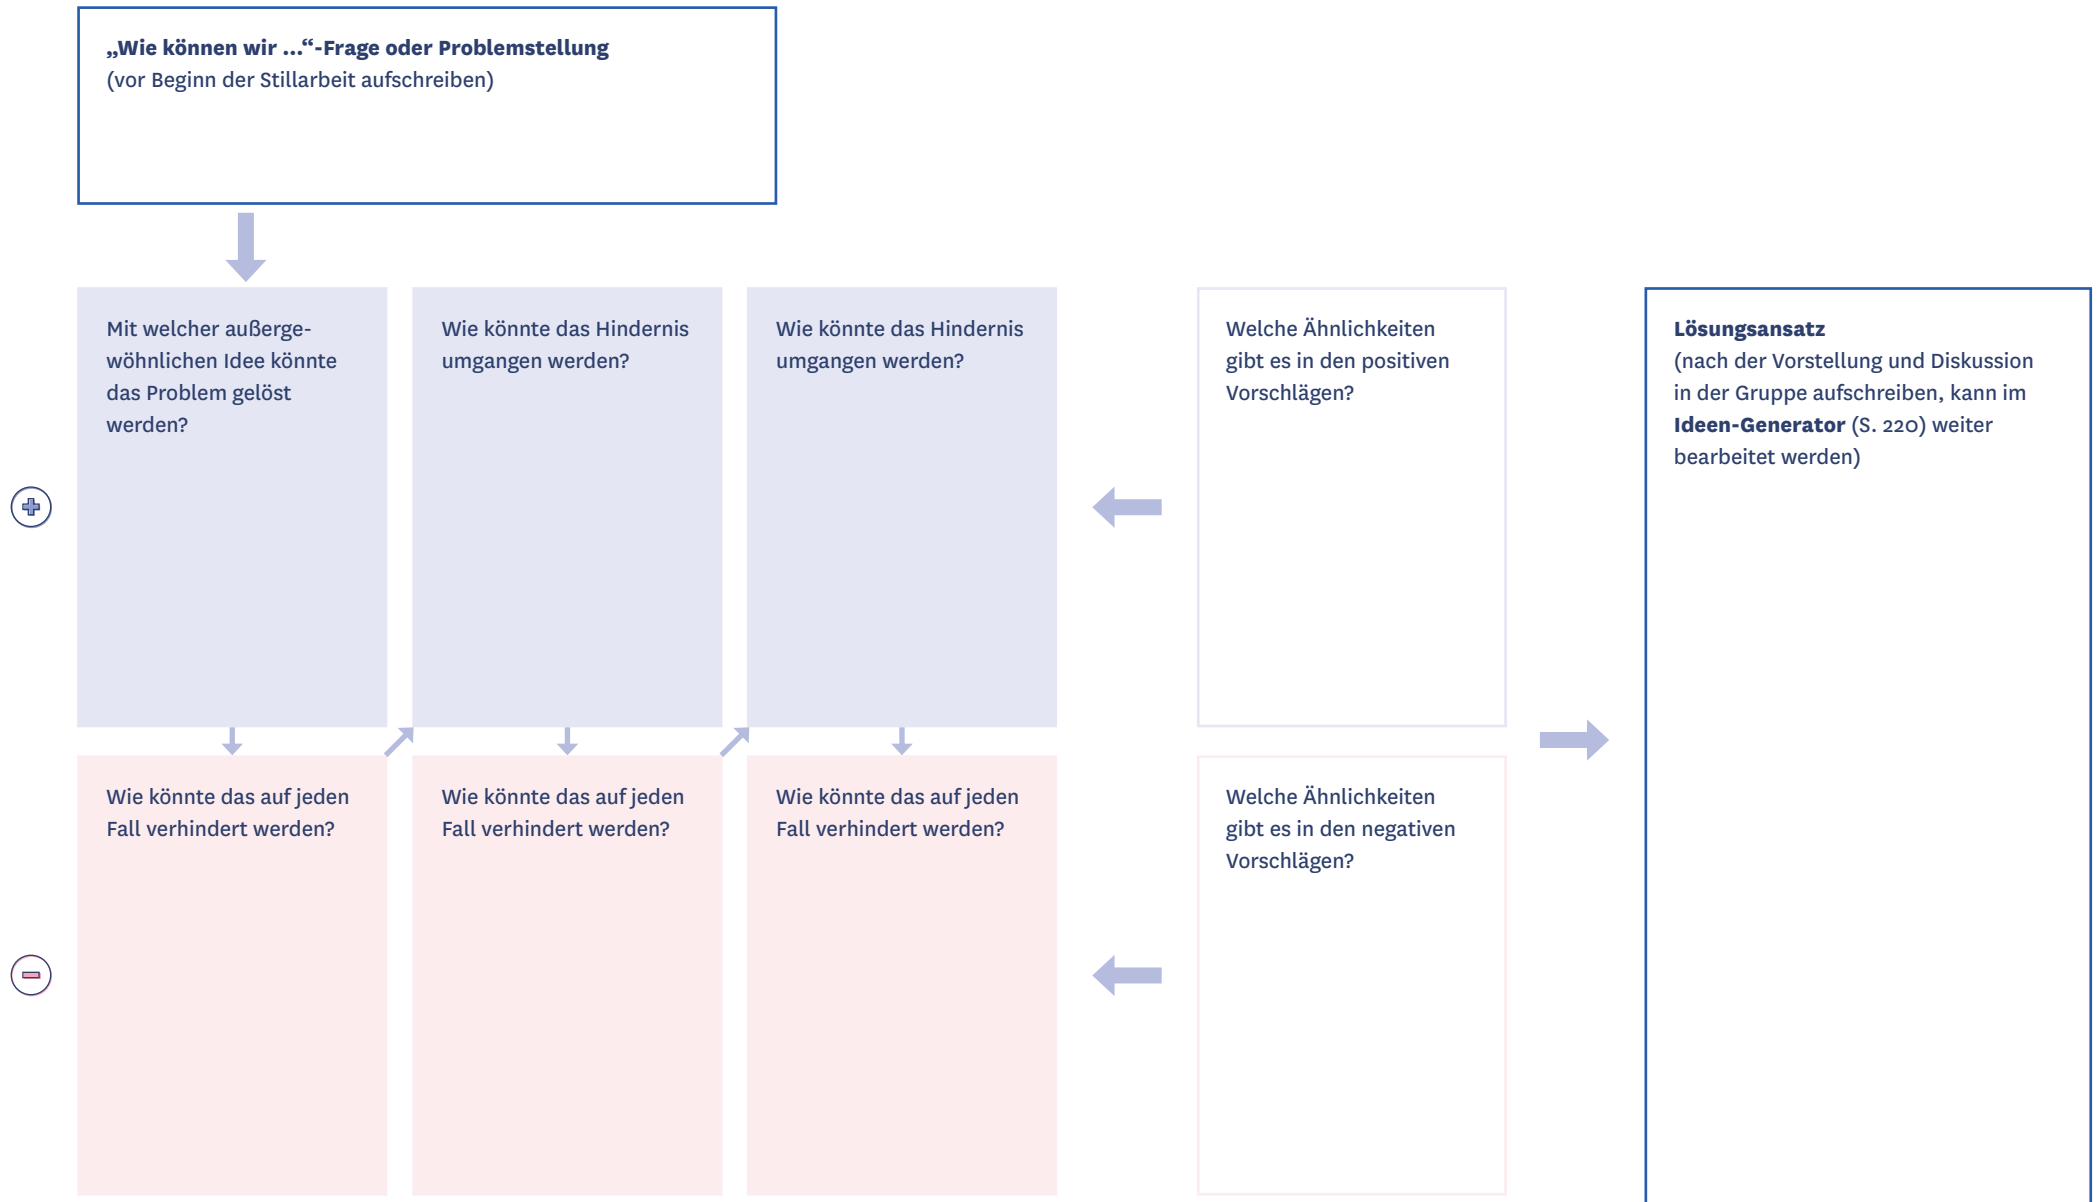 „Wie können wir ...“-Frage oder Problemstellung
(vor Beginn der Stillarbeit aufschreiben)
Mit welcher außerge-
wöhnlichen Idee könnte
das Problem gelöst
werden?
Wie könnte das Hindernis
umgangen werden?
Wie könnte das Hindernis
umgangen werden?
Welche Ähnlichkeiten
gibt es in den positiven
Vorschlägen?
Lösungsansatz
(nach der Vorstellung und Diskussion
in der Gruppe aufschreiben, kann im
Ideen-Generator (S. 220) weiter
bearbeitet werden)
Wie könnte das auf jeden
Fall verhindert werden?
Wie könnte das auf jeden
Fall verhindert werden?
Wie könnte das auf jeden
Fall verhindert werden?
Welche Ähnlichkeiten
gibt es in den negativen
Vorschlägen?